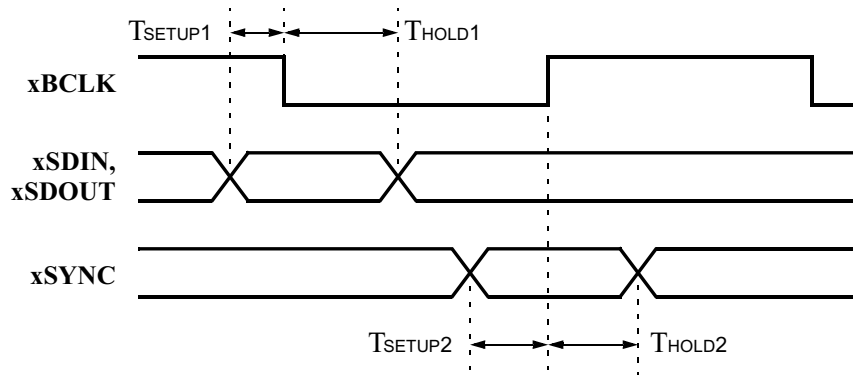 TSETUP1
THOLD1
xBCLK
xSDIN,
xSDOUT
xSYNC
TSETUP2
THOLD2